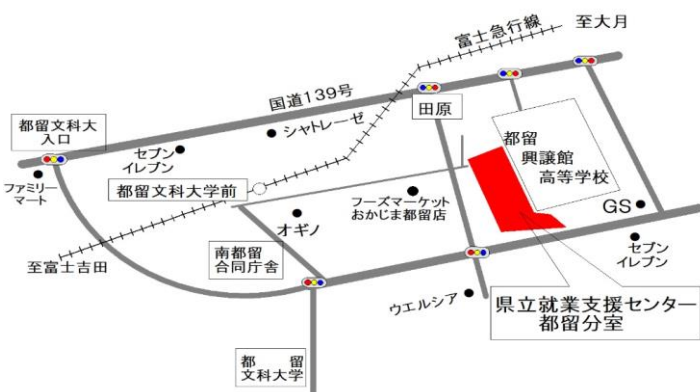 富士急行線
至大月
国道139号
田原
都留文科大
入口
シャトレーゼ
セブン
イレブン
都留
興譲館
高等学校
ファミリー
マート
都留文科大学前
フーズマーケット
おかじま都留店
GS
オギノ
セブン
イレブン
南都留
合同庁舎
至富士吉田
ウエルシア
県立就業支援センター
都留分室
都 留
文科大学